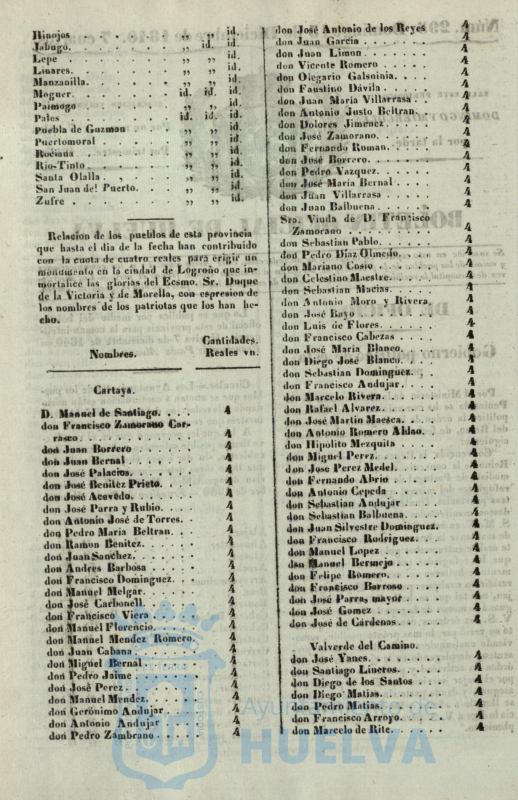 Hinojos . . . . . . . ,, ,, id.
Jabugo. . . . . . . ,, id. id.
Lepe . . . . . . . ,, ,, id.
Linares. . . . . . . ,, ,, id.
Manzanilla. . . . . . ,, ,, id.
Moguer. . . . . . id. id. id.
Paimogo . . . . . . ,, ,, id.
Palos . . . . . . id. id. id.
Puebla de Guzman . . . ,, ,, id.
Puertomoral . . . . . ,, ,, id.
Rociana . . . . . . ,, ,, id.
Rio-Tinto . . . . . . ,, ,, id.
Santa Olalla . . . . . ,, ,, id.
San Juan del Puerto. . . ,, ,, id.
Zufre . . . . . . . ,, ,, id.
Relacion de los pueblos de esta provincia
que hasta el dia de la fecha han contribuido
con la cuota de cuatro reales para erigir un
monumento en la ciudad de Logroño que in-
mortalice las glorias del Ecsmo. Sr. Duque
de la Victoria y de Morella, con espresion de
los nombres de los patriotas que los han he-
cho.
Cantidades.
Nombres. Reales vn.
Cartaya.
D. Manuel de Santiago. . . . 4
don Francisco Zamorano Car-
rasco . . . . . . . 4
don Juan Borrero . . . . . 4
don Juan Bernal . . . . . 4
don José Palacios. . . . . 4
don José Benitez Prieto. . . . 4
don José Acevedo. . . . . 4
don José Parra y Rubio. . . . 4
don Antonio José de Torres. . 4
don Pedro Maria Beltran. . . 4
don Ramon Benitez. . . . . 4
don Juan Sanchez. . . . . 4
don Andres Barbosa . . . . 4
don Francisco Dominguez. . . 4
don Manuel Melgar. . . . . 4
don José Carbonell. . . . . 4
don Francisco Viera . . . . 4
don Manuel Florencio. . . . 4
don Manuel Mendez Romero. 4
don Juan Cabana . . . . . 4
don Miguel Bernal. . . . . 4
don Pedro Jaime . . . . . 4
don José Perez. . . . . . 4
don Manuel Mendez. . . . . 4
don Gerónimo Andujar . . . 4
don Antonio Andujar . . . . 4
don Pedro Zambrano . . . . 4
don José Antonio de los Reyes 4
don Juan Garcia . . . . . 4
don Juan Limon . . . . . 4
don Vicente Romero . . . . 4
don Olegario Galsninia. . . . 4
don Faustino Dávila . . . . 4
don Juan Maria Villarrasa . . 4
don Antonio Justo Beltran. . . 4
don Dolores Jimenez. . . . 4
don José Zamorano. . . . . 4
don Fernando Roman. . . . 4
don José Borrero. . . . . 4
don Pedro Vazquez. . . . . 4
don José Maria Bernal . . . 4
don Juan Villarrasa . . . . 4
don Juan Balbuena. . . . . 4
Sra. Viuda de D. Francisco
Zamorano . . . . . . 4
don Sebastian Pablo. . . . 4
don Pedro Diaz Olmedo. . . 4
don Mariano Cosio . . . . 4
don Celestino Maestre. . . . 4
don Sebastian Macias. . . . 4
don Antonio Moro y Rivera. 4
don José Bayo . . . . . 4
don Luis de Flores. . . . . 4
don Francisco Cabezas . . . 4
don José Maria Blanco. . . . 4
don Diego José Blanco. . . . 4
don Sebastian Dominguez. . . 4
don Francisco Andujar. . . . 4
don Marcelo Rivera. . . . . 4
don Rafael Alvarez. . . . . 4
don José Martin Maesca. . . 4
don Antonio Romero Aldao. . 4
don Hipolito Mezquita . . . 4
don Miguel Perez. . . . . 4
don Jose Perez Medel. . . . 4
don Fernando Abrio . . . . 4
don Antonio Cepeda . . . . 4
don Sebastian Andujar . . . 4
don Sebastian Balbuena. . . 4
don Juan Silvestre Dominguez. 4
don Francisco Rodriguez. . . 4
don Manuel Lopez . . . . 4
don Manuel Bermejo . . . . 4
don Felipe Romero. . . . . 4
don Francisco Barroso . . . 4
don José Parra, mayor . . . 4
don José Gomez . . . . . 4
don José de Cárdenos . . . 4
Valverde del Camino.
don José Yanes. . . . . . 4
don Santiago Lineros. . . . 4
don Diego de los Santos . . . 4
don Diego Matias. . . . . 4
don Pedro Matias. . . . . 4
don Francisco Arroyo. . . . 4
don Marcelo de Rite. . . . . 4
Ayuntamiento de
HUELVA